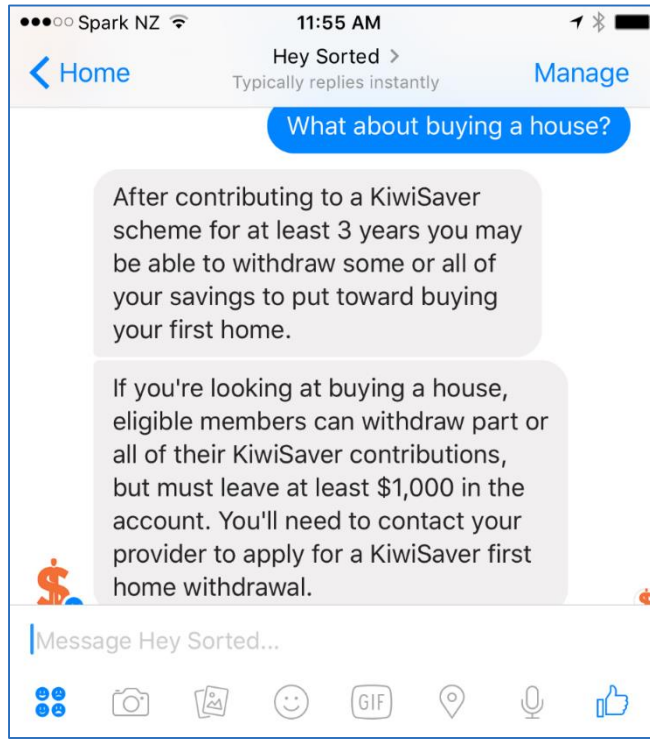 Spark NZ 11:55 AM
Hey Sorted >
Home Typically replies instantly Manage
What about buying a house?
After contributing to a KiwiSaver
scheme for at least 3 years you may
be able to withdraw some or all of
your savings to put toward buying
your first home.
If you're looking at buying a house,
eligible members can withdraw part or
all of their KiwiSaver contributions,
but must leave at least $1,000 in the
account. You'll need to contact your
provider to apply for a KiwiSaver first
home withdrawal.
$
Message Hey Sorted...
GIF